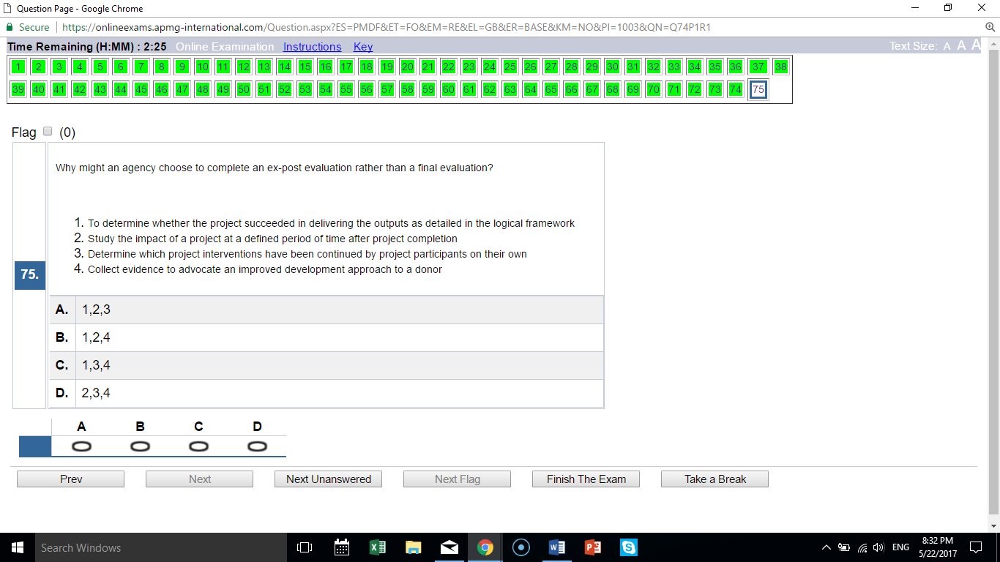 Question Page - Google Chrome
Secure https://onlineexams.apmg-international.com/Question.aspx?ES=PMDF&ET=FO&EM=RE&EL=GB&ER=BASE&KM=NO&PI=1003&QN=Q74P1R1
Time Remaining (H:MM) : 2:25 Online Examination Instructions Key Text Size: A A A
1 2 3 4 5 6 7 8 9 10 11 12 13 14 15 16 17 18 19 20 21 22 23 24 25 26 27 28 29 30 31 32 33 34 35 36 37 38
39 40 41 42 43 44 45 46 47 48 49 50 51 52 53 54 55 56 57 58 59 60 61 62 63 64 65 66 67 68 69 70 71 72 73 74 75
Flag (0)
Why might an agency choose to complete an ex-post evaluation rather than a final evaluation?
1. To determine whether the project succeeded in delivering the outputs as detailed in the logical framework
2. Study the impact of a project at a defined period of time after project completion
3. Determine which project interventions have been continued by project participants on their own
4. Collect evidence to advocate an improved development approach to a donor
75.
A. 1,2,3
B. 1,2,4
C. 1,3,4
D. 2,3,4
A B C D
Prev Next Next Unanswered Next Flag Finish The Exam Take a Break
Search Windows
ENG
8:32 PM
5/22/2017